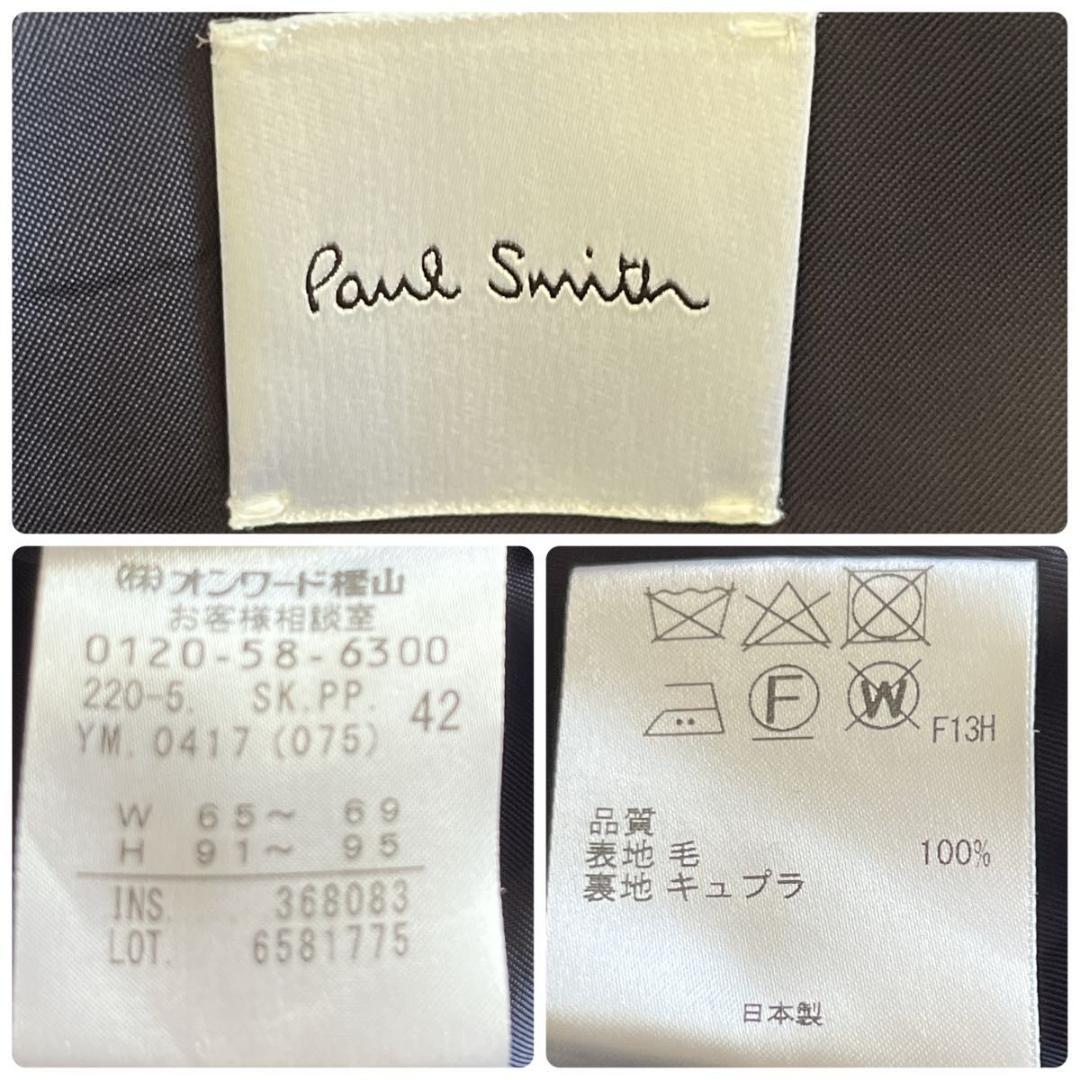 Paul Smith
(株)オンワード樫山
お客様相談室
0120-58-6300
220-5. SK.PP. 42
YM. 0417 (075)
W 65~ 69
H 91~ 95
INS. 368083
LOT. 6581775
F W F13H
品質
表地 毛 100%
裏地 キュプラ
日本製